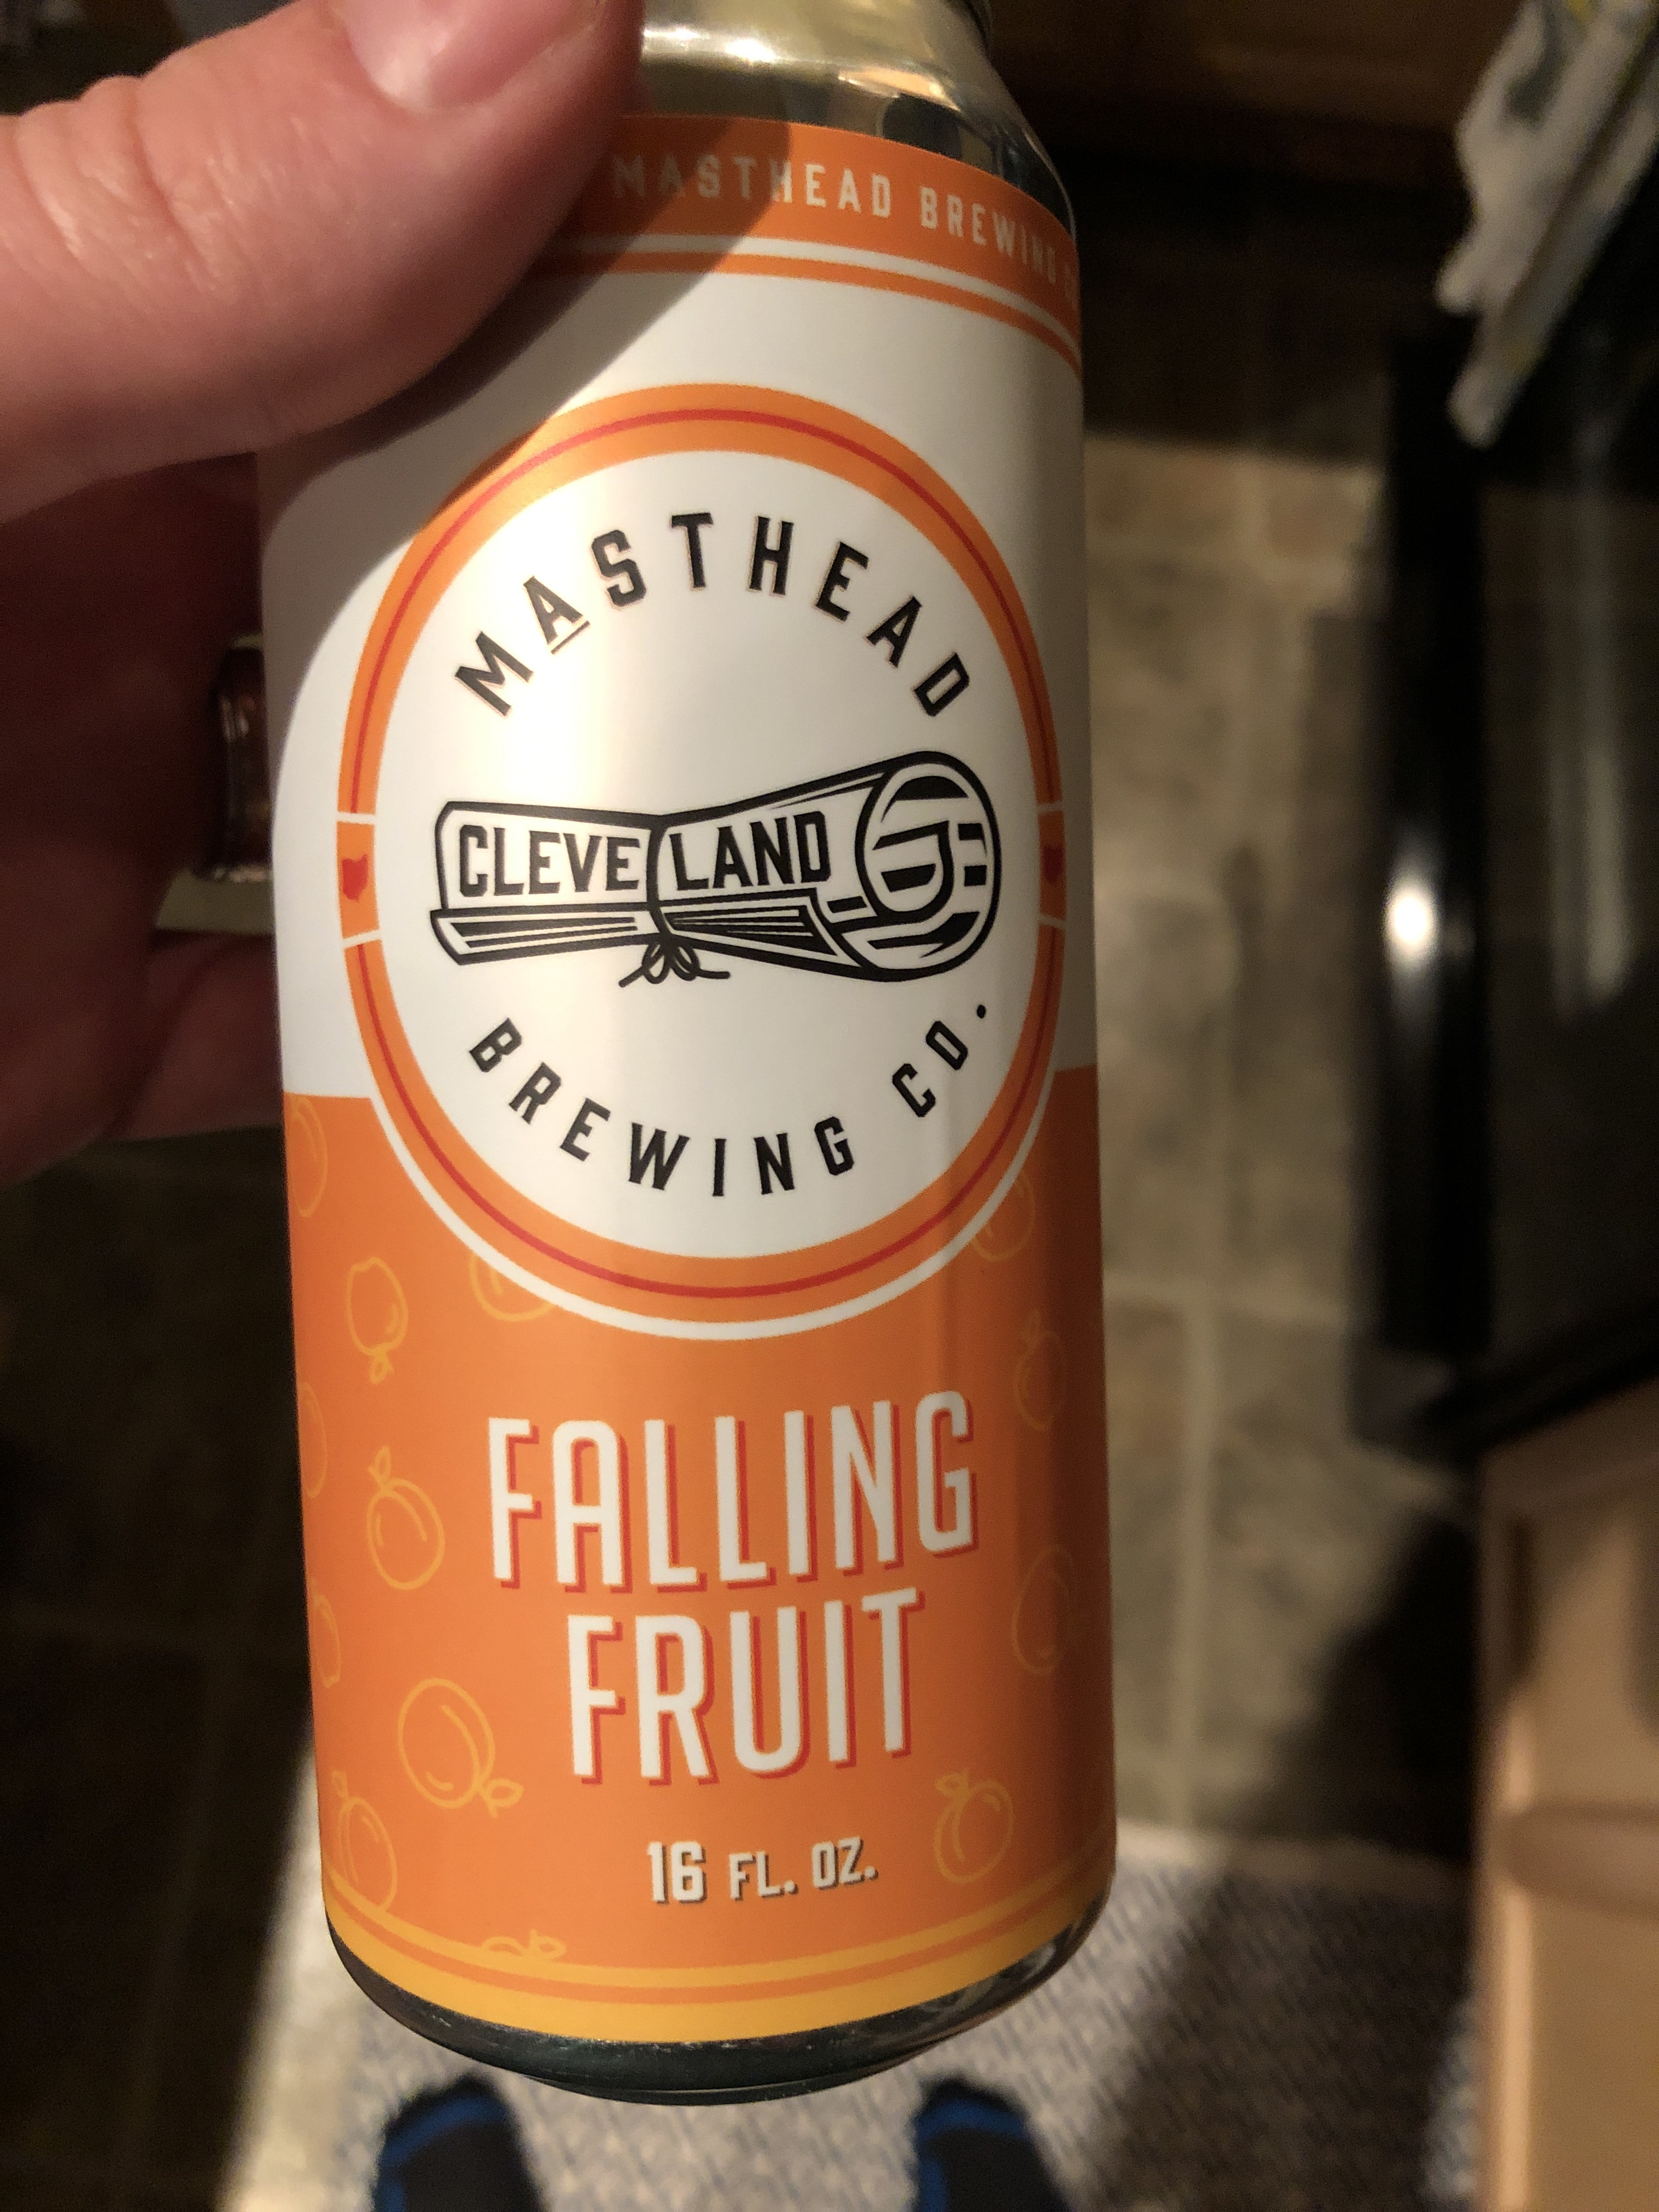 MASTHEAD BREWING
MASTHEAD
CLEVELAND
BREWING CO.
FALLING
FRUIT
16 FL. OZ.